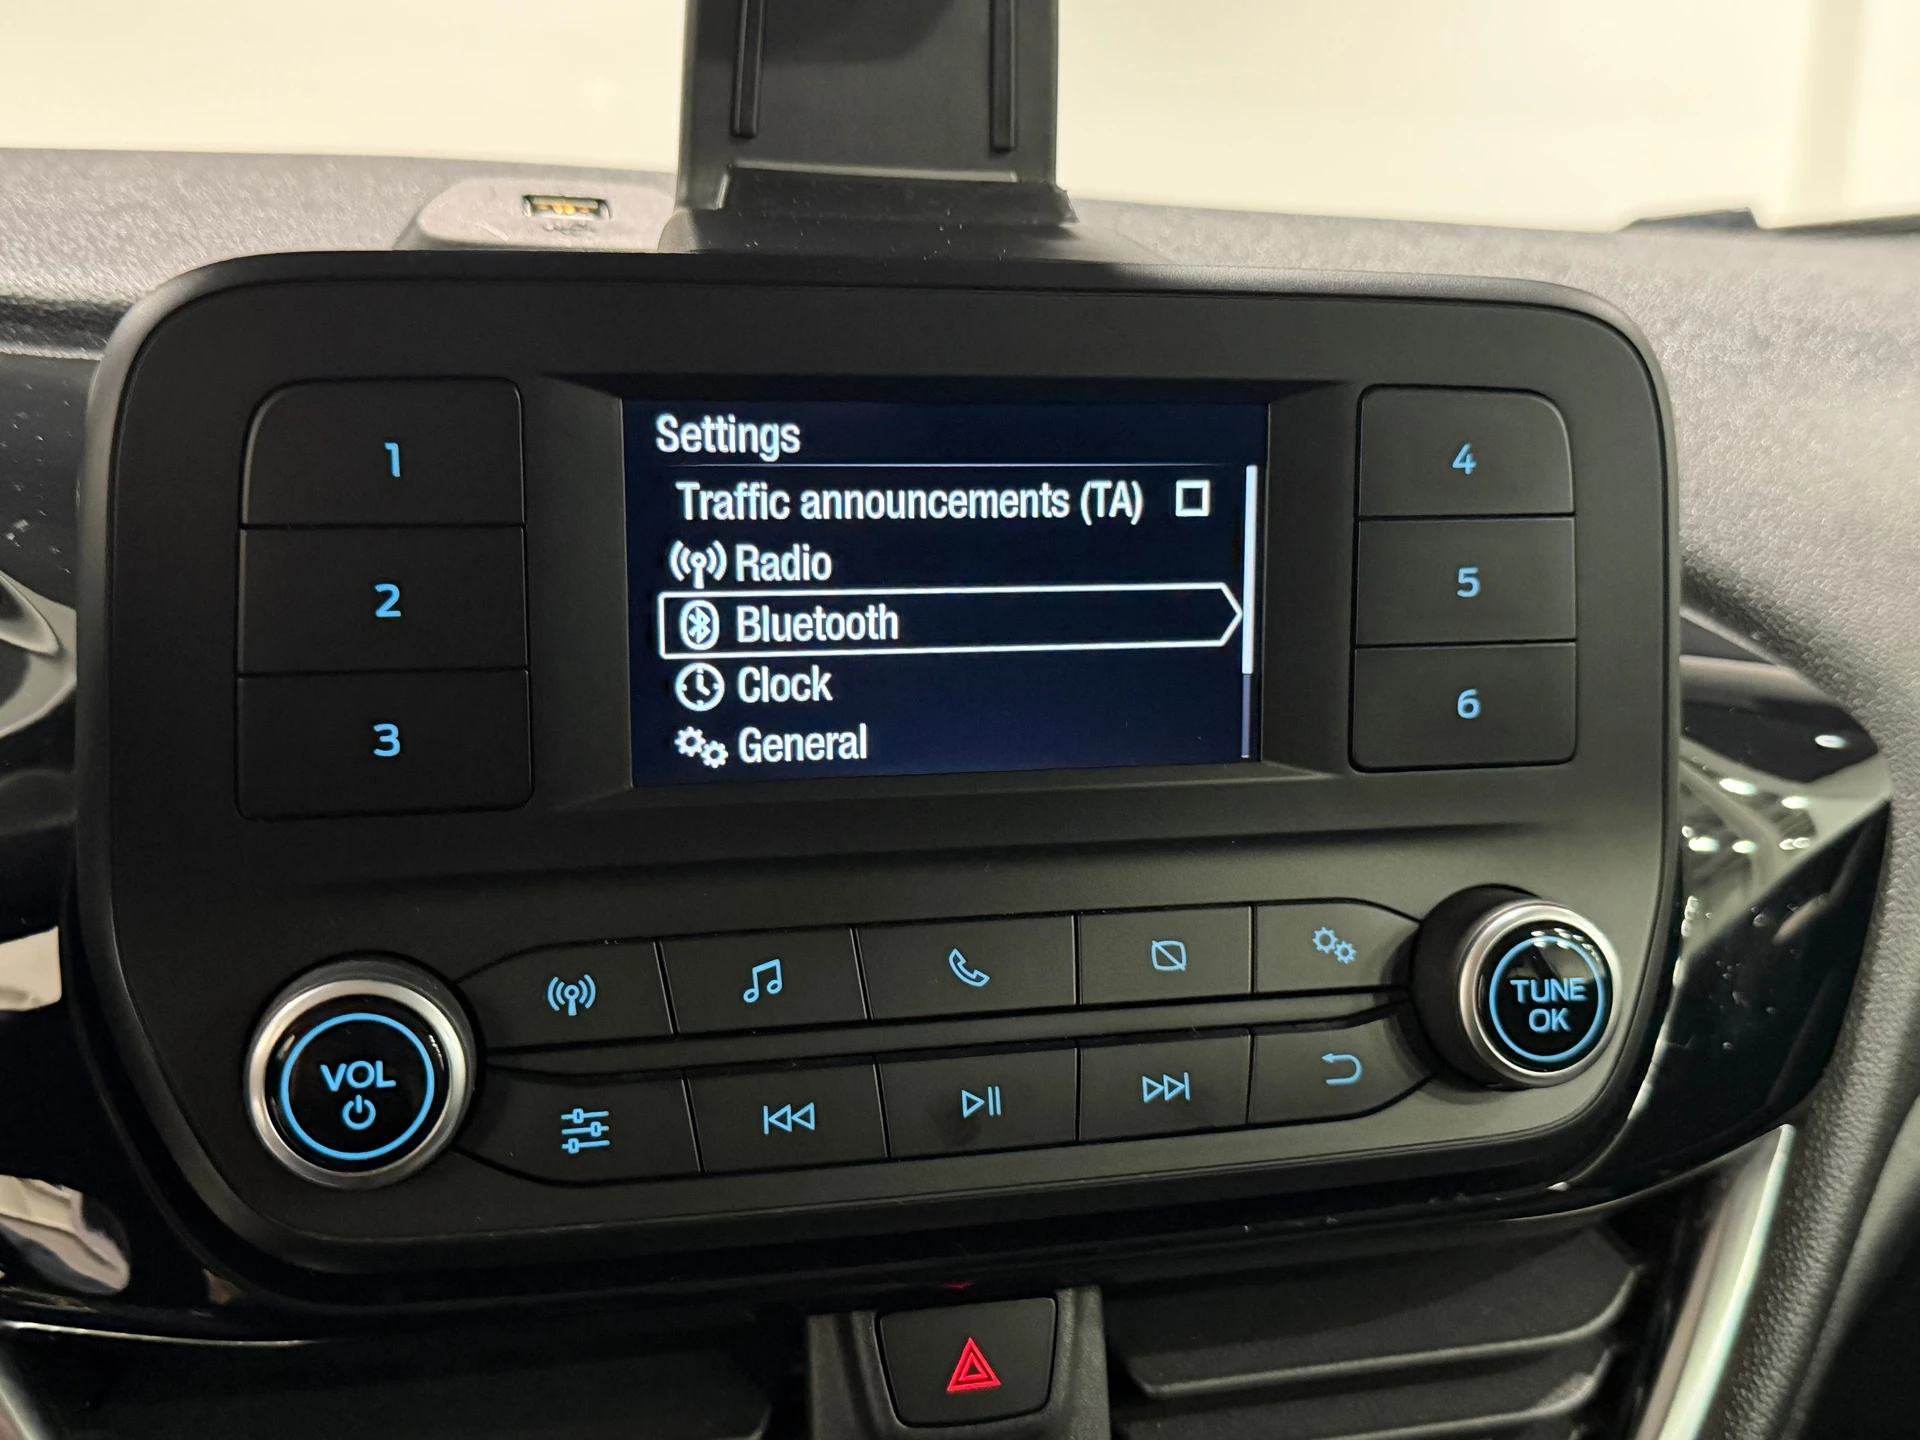 Settings
Traffic announcements (TA)
Radio
Bluetooth
Clock
General
1
2
3
4
5
6
VOL
TUNE
OK